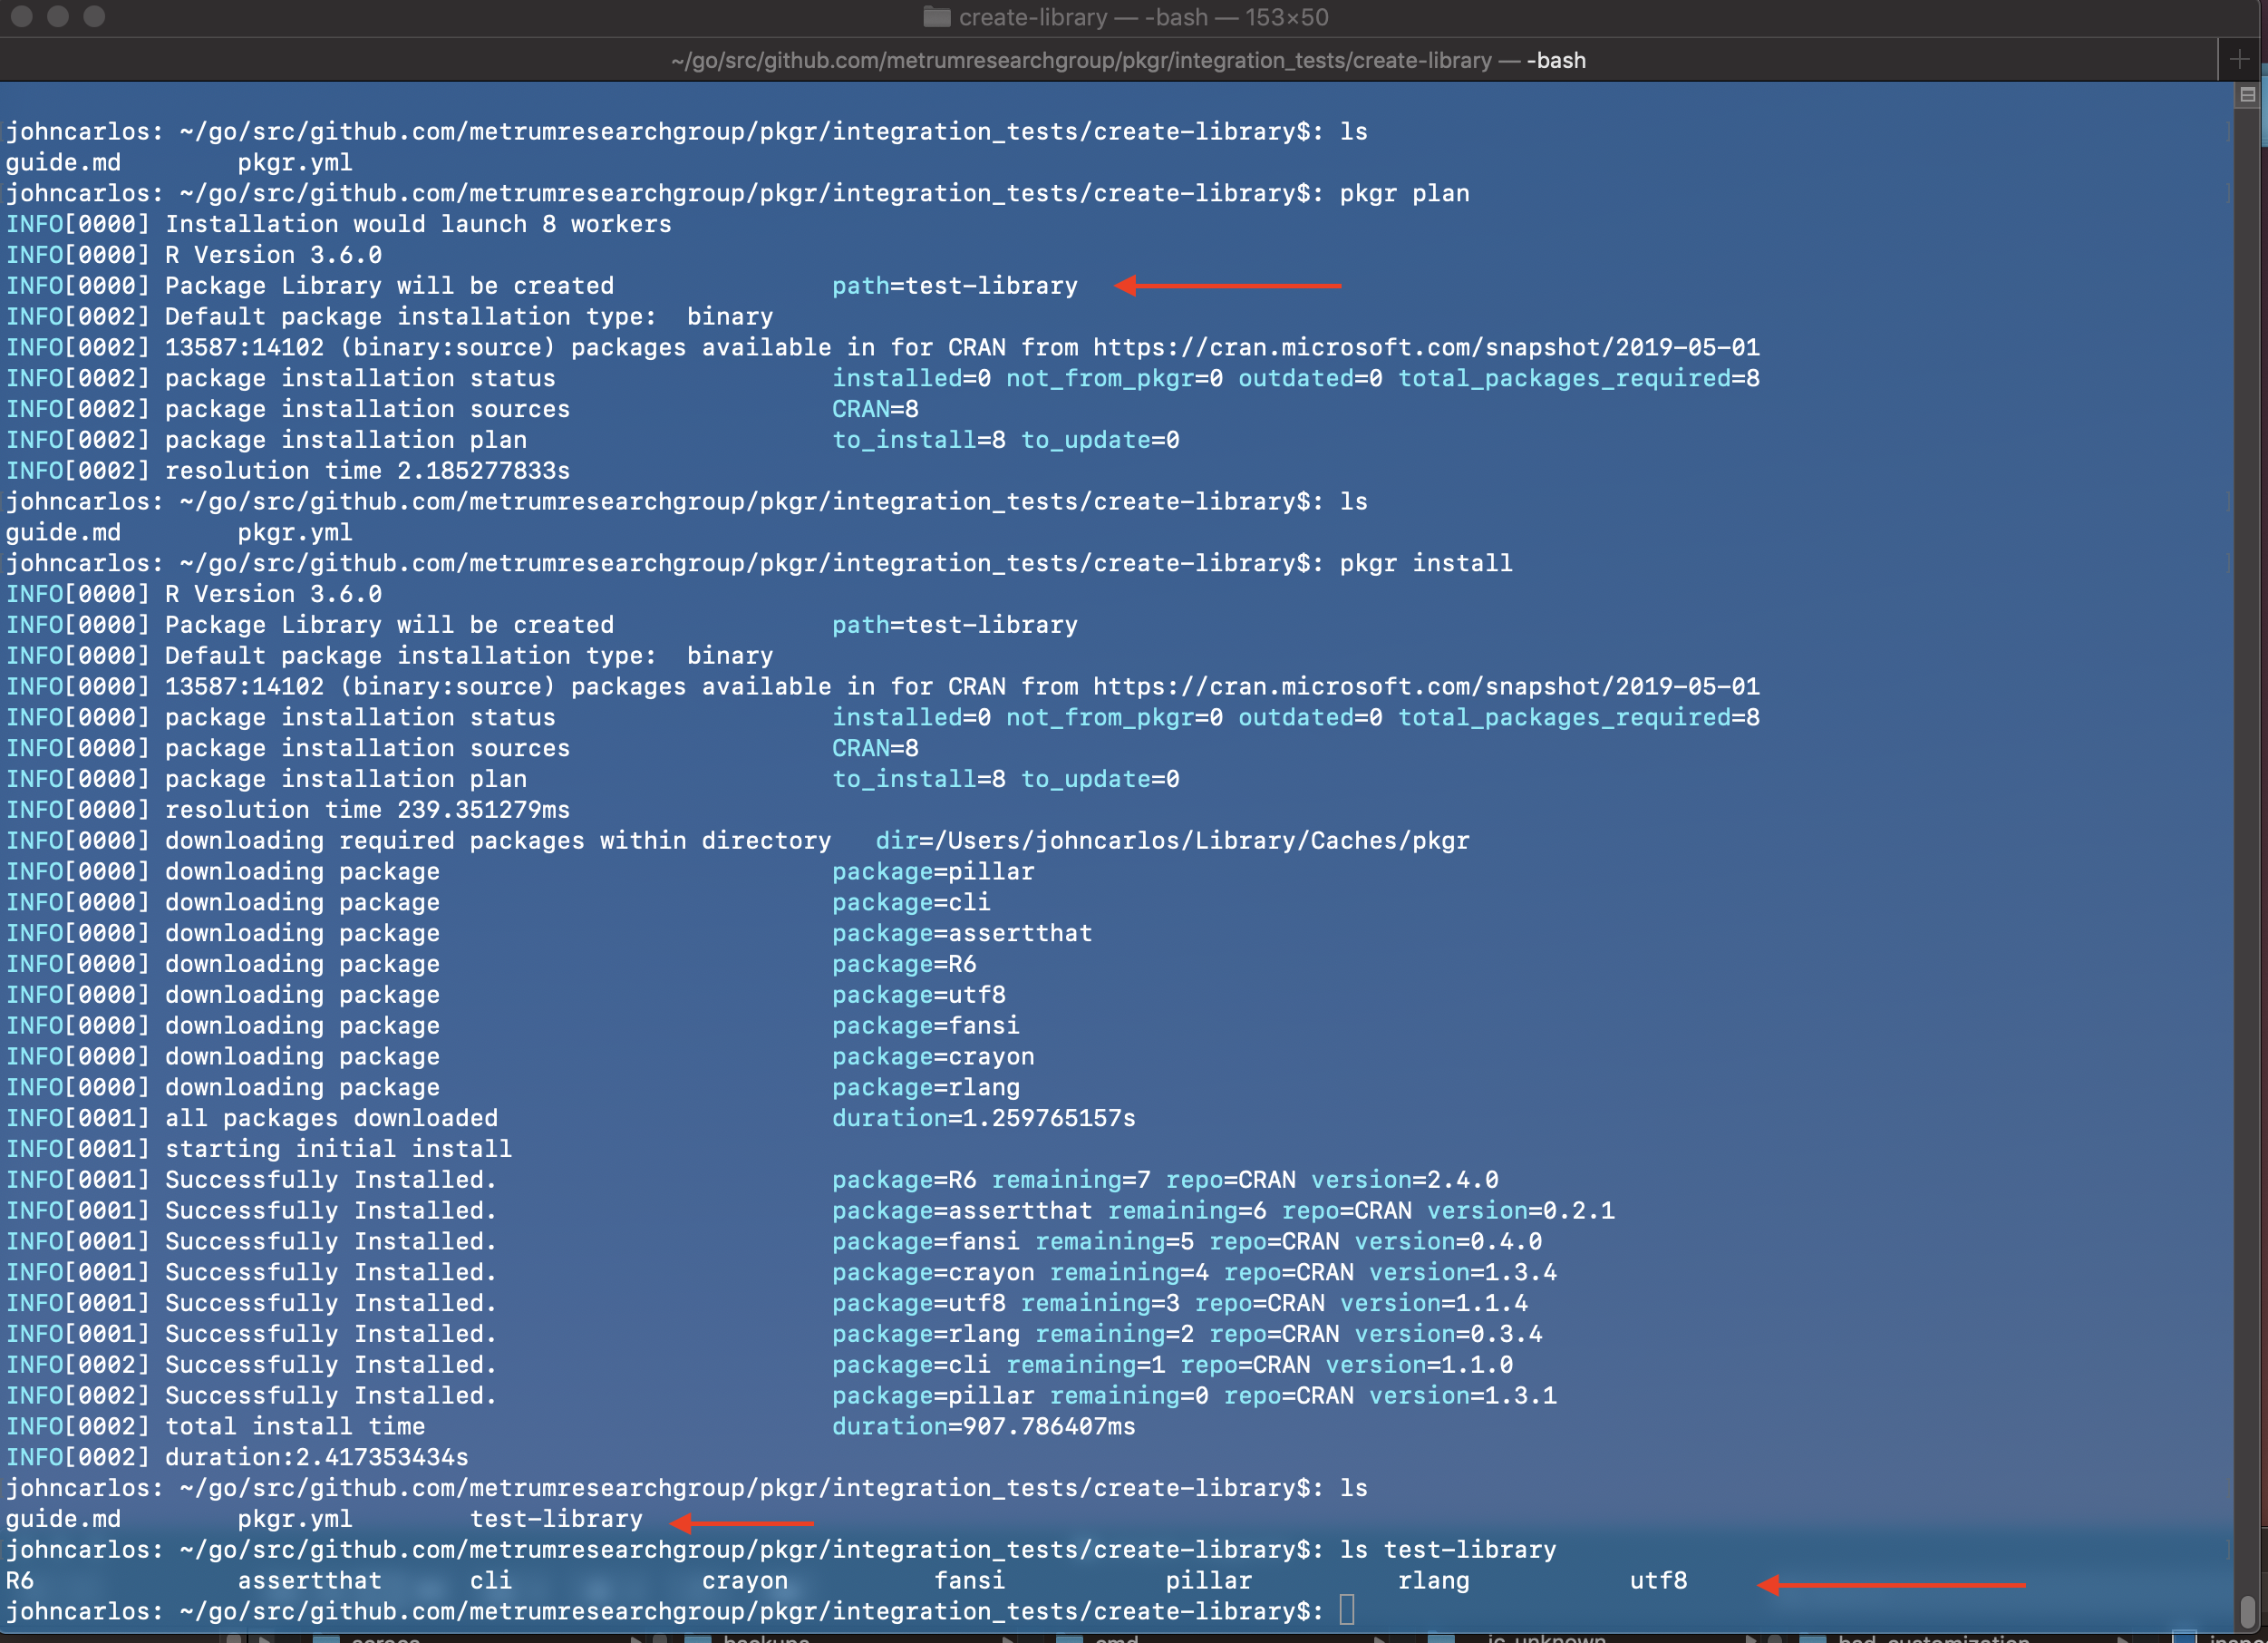 create-library — -bash — 153×50
~/go/src/github.com/metrumresearchgroup/pkgr/integration_tests/create-library — -bash
johncarlos: ~/go/src/github.com/metrumresearchgroup/pkgr/integration_tests/create-library$: ls
guide.md pkgr.yml
johncarlos: ~/go/src/github.com/metrumresearchgroup/pkgr/integration_tests/create-library$: pkgr plan
INFO[0000] Installation would launch 8 workers
INFO[0000] R Version 3.6.0
INFO[0000] Package Library will be created path=test-library
INFO[0002] Default package installation type:  binary
INFO[0002] 13587:14102 (binary:source) packages available in for CRAN from https://cran.microsoft.com/snapshot/2019-05-01
INFO[0002] package installation status installed=0 not_from_pkgr=0 outdated=0 total_packages_required=8
INFO[0002] package installation sources CRAN=8
INFO[0002] package installation plan to_install=8 to_update=0
INFO[0002] resolution time 2.185277833s
johncarlos: ~/go/src/github.com/metrumresearchgroup/pkgr/integration_tests/create-library$: ls
guide.md pkgr.yml
johncarlos: ~/go/src/github.com/metrumresearchgroup/pkgr/integration_tests/create-library$: pkgr install
INFO[0000] R Version 3.6.0
INFO[0000] Package Library will be created path=test-library
INFO[0000] Default package installation type:  binary
INFO[0000] 13587:14102 (binary:source) packages available in for CRAN from https://cran.microsoft.com/snapshot/2019-05-01
INFO[0000] package installation status installed=0 not_from_pkgr=0 outdated=0 total_packages_required=8
INFO[0000] package installation sources CRAN=8
INFO[0000] package installation plan to_install=8 to_update=0
INFO[0000] resolution time 239.351279ms
INFO[0000] downloading required packages within directory dir=/Users/johncarlos/Library/Caches/pkgr
INFO[0000] downloading package package=pillar
INFO[0000] downloading package package=cli
INFO[0000] downloading package package=assertthat
INFO[0000] downloading package package=R6
INFO[0000] downloading package package=utf8
INFO[0000] downloading package package=fansi
INFO[0000] downloading package package=crayon
INFO[0000] downloading package package=rlang
INFO[0001] all packages downloaded duration=1.259765157s
INFO[0001] starting initial install
INFO[0001] Successfully Installed. package=R6 remaining=7 repo=CRAN version=2.4.0
INFO[0001] Successfully Installed. package=assertthat remaining=6 repo=CRAN version=0.2.1
INFO[0001] Successfully Installed. package=fansi remaining=5 repo=CRAN version=0.4.0
INFO[0001] Successfully Installed. package=crayon remaining=4 repo=CRAN version=1.3.4
INFO[0001] Successfully Installed. package=utf8 remaining=3 repo=CRAN version=1.1.4
INFO[0001] Successfully Installed. package=rlang remaining=2 repo=CRAN version=0.3.4
INFO[0002] Successfully Installed. package=cli remaining=1 repo=CRAN version=1.1.0
INFO[0002] Successfully Installed. package=pillar remaining=0 repo=CRAN version=1.3.1
INFO[0002] total install time duration=907.786407ms
INFO[0002] duration:2.417353434s
johncarlos: ~/go/src/github.com/metrumresearchgroup/pkgr/integration_tests/create-library$: ls
guide.md pkgr.yml test-library
johncarlos: ~/go/src/github.com/metrumresearchgroup/pkgr/integration_tests/create-library$: ls test-library
R6 assertthat cli crayon fansi pillar rlang utf8
johncarlos: ~/go/src/github.com/metrumresearchgroup/pkgr/integration_tests/create-library$: